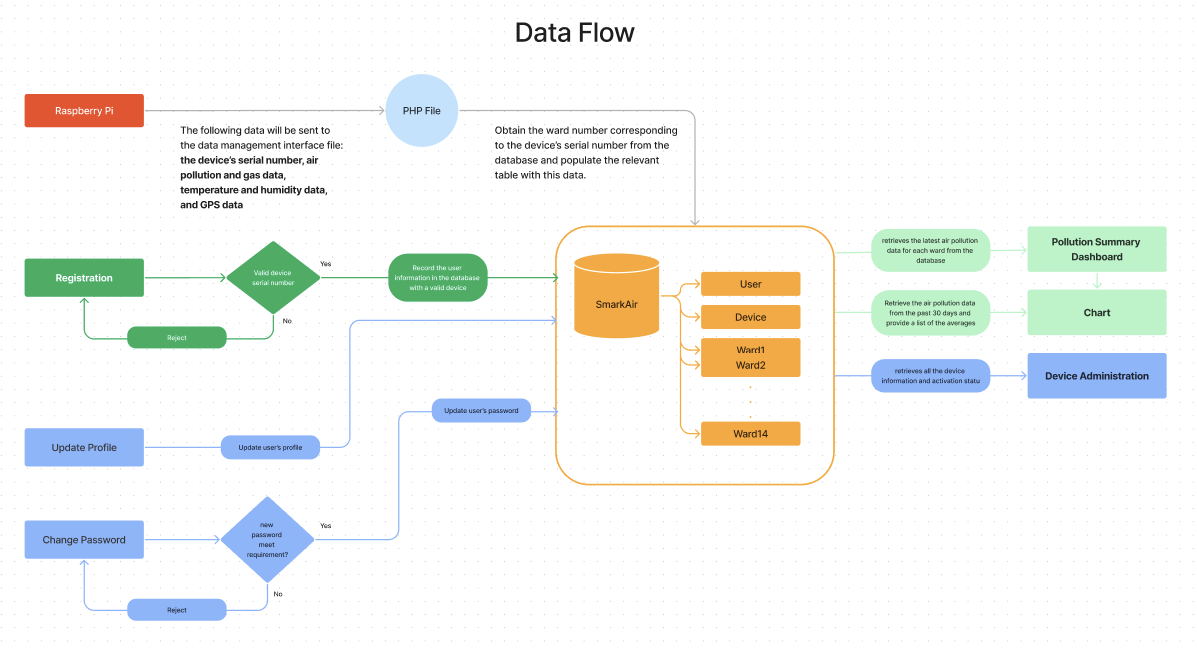 Data Flow
Raspberry Pi
PHP File
The following data will be sent to
the data management interface file:
the device's serial number, air
pollution and gas data,
temperature and humidity data,
and GPS data
Obtain the ward number corresponding
to the device's serial number from the
database and populate the relevant
table with this data.
Registration
Valid device
serial number
Yes
No
Reject
Record the user
information in the database
with a valid device
Update Profile
Update user's profile
Change Password
new
password
meet
requirement?
Yes
No
Reject
Update user's password
SmarkAir
User
Device
Ward1
Ward2
.
.
.
Ward14
retrieves the latest air pollution
data for each ward from the
database
Pollution Summary
Dashboard
Retrieve the air pollution data
from the past 30 days and
provide a list of the averages
Chart
retrieves all the device
information and activation statu
Device Administration